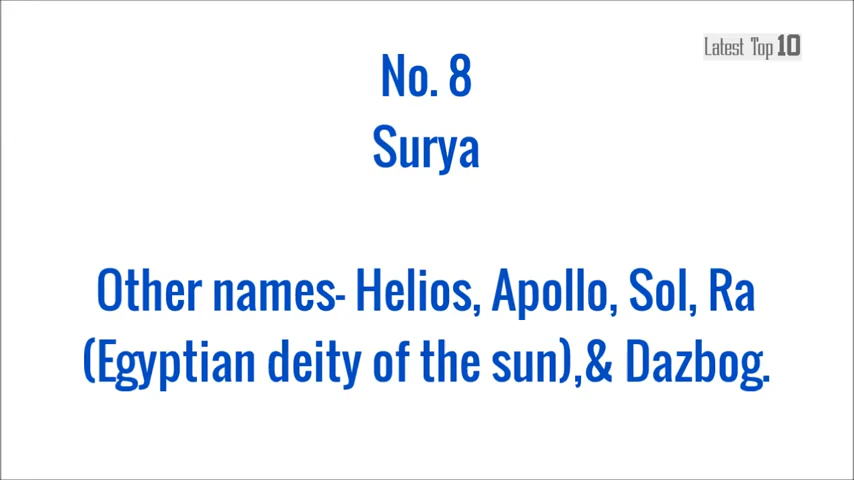 Latest Top 10
No. 8
Surya
Other names- Helios, Apollo, Sol, Ra
(Egyptian deity of the sun),& Dazbog.